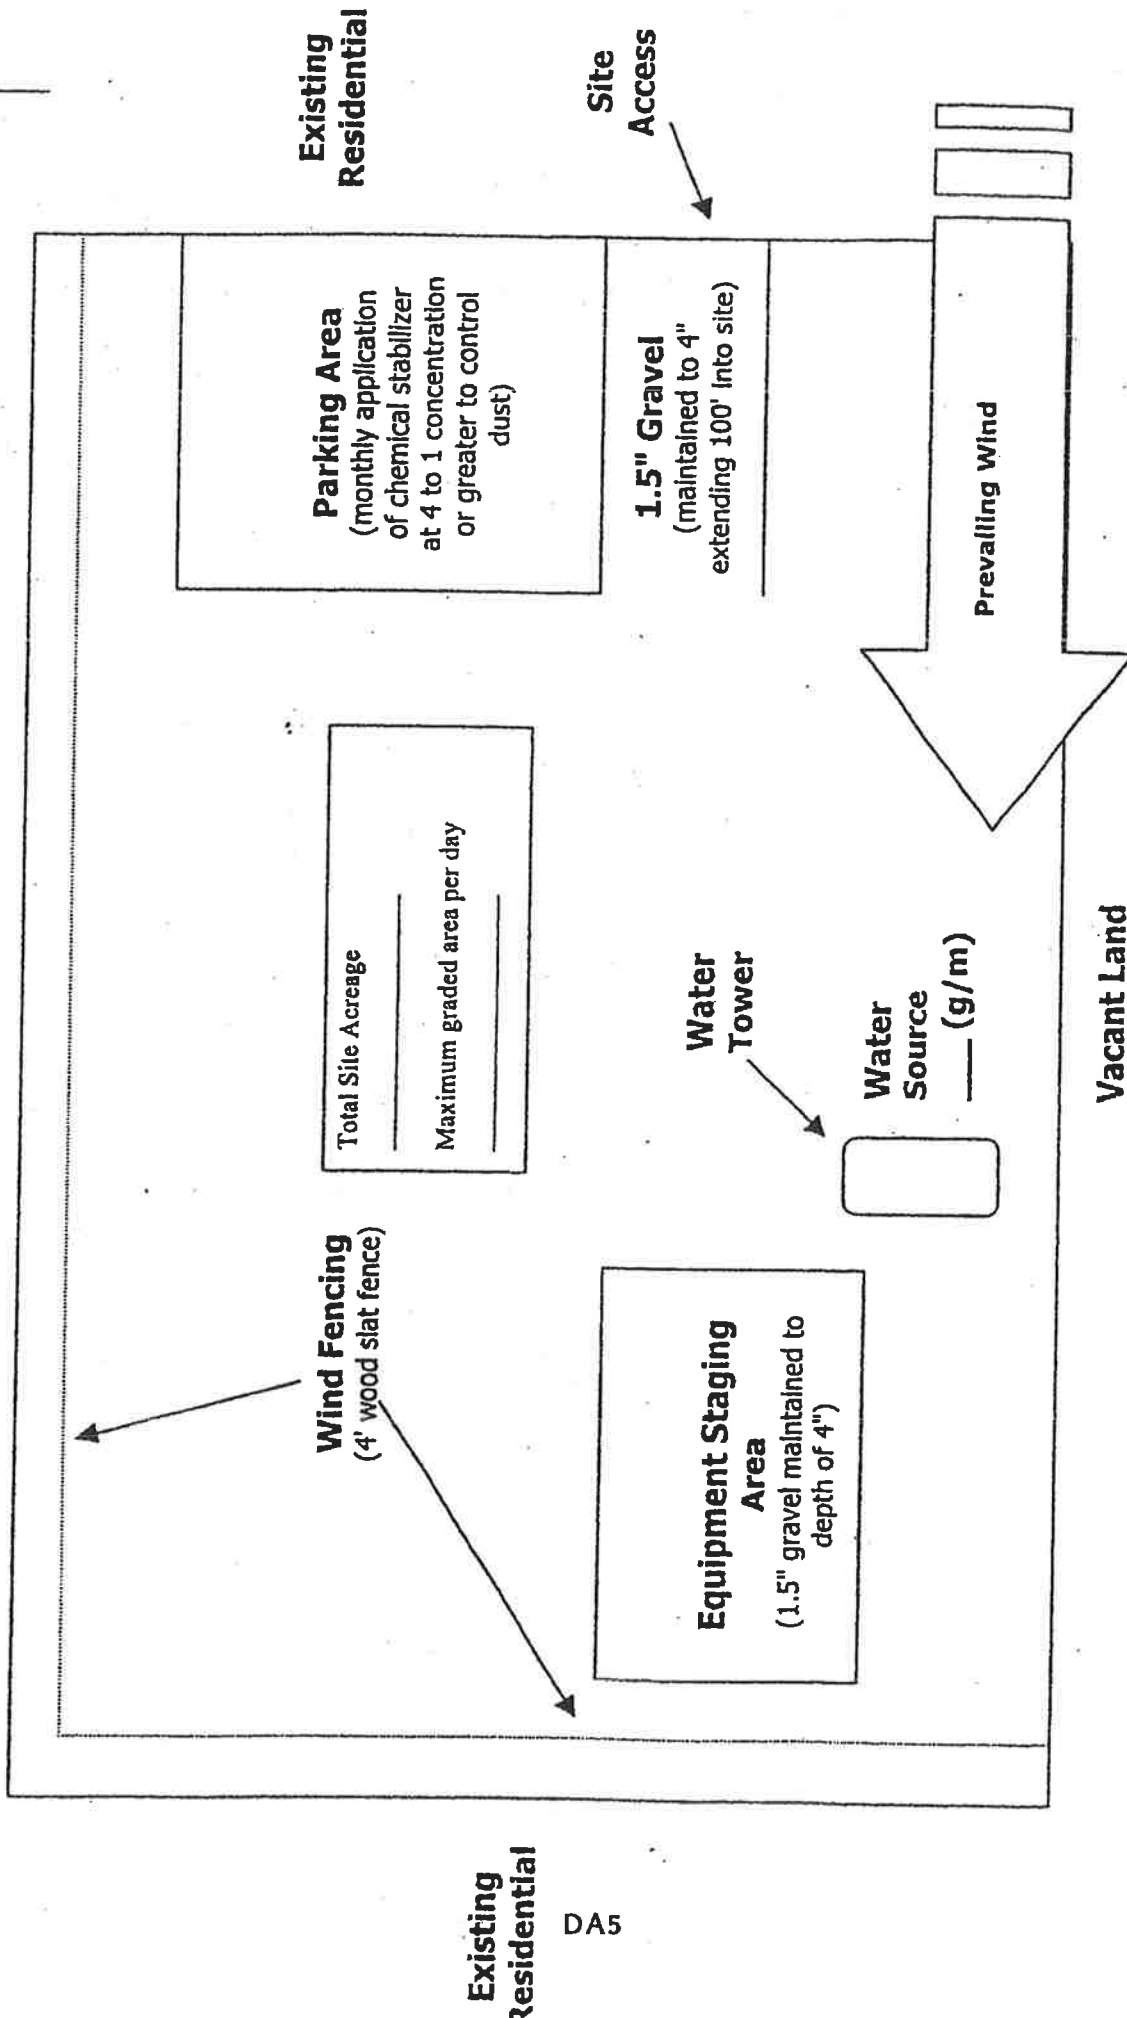 Existing
Residential
Site
Access
Parking Area
(monthly application
of chemical stabilizer
at 4 to 1 concentration
or greater to control
dust)
1.5" Gravel
(maintained to 4"
extending 100' Into site)
Prevailing Wind
Total Site Acreage
Maximum graded area per day
Water
Tower
Water
Source
___ (g/m)
Vacant Land
Wind Fencing
(4' wood slat fence)
Equipment Staging
Area
(1.5" gravel maintained to
depth of 4")
Existing
Residential
DA5